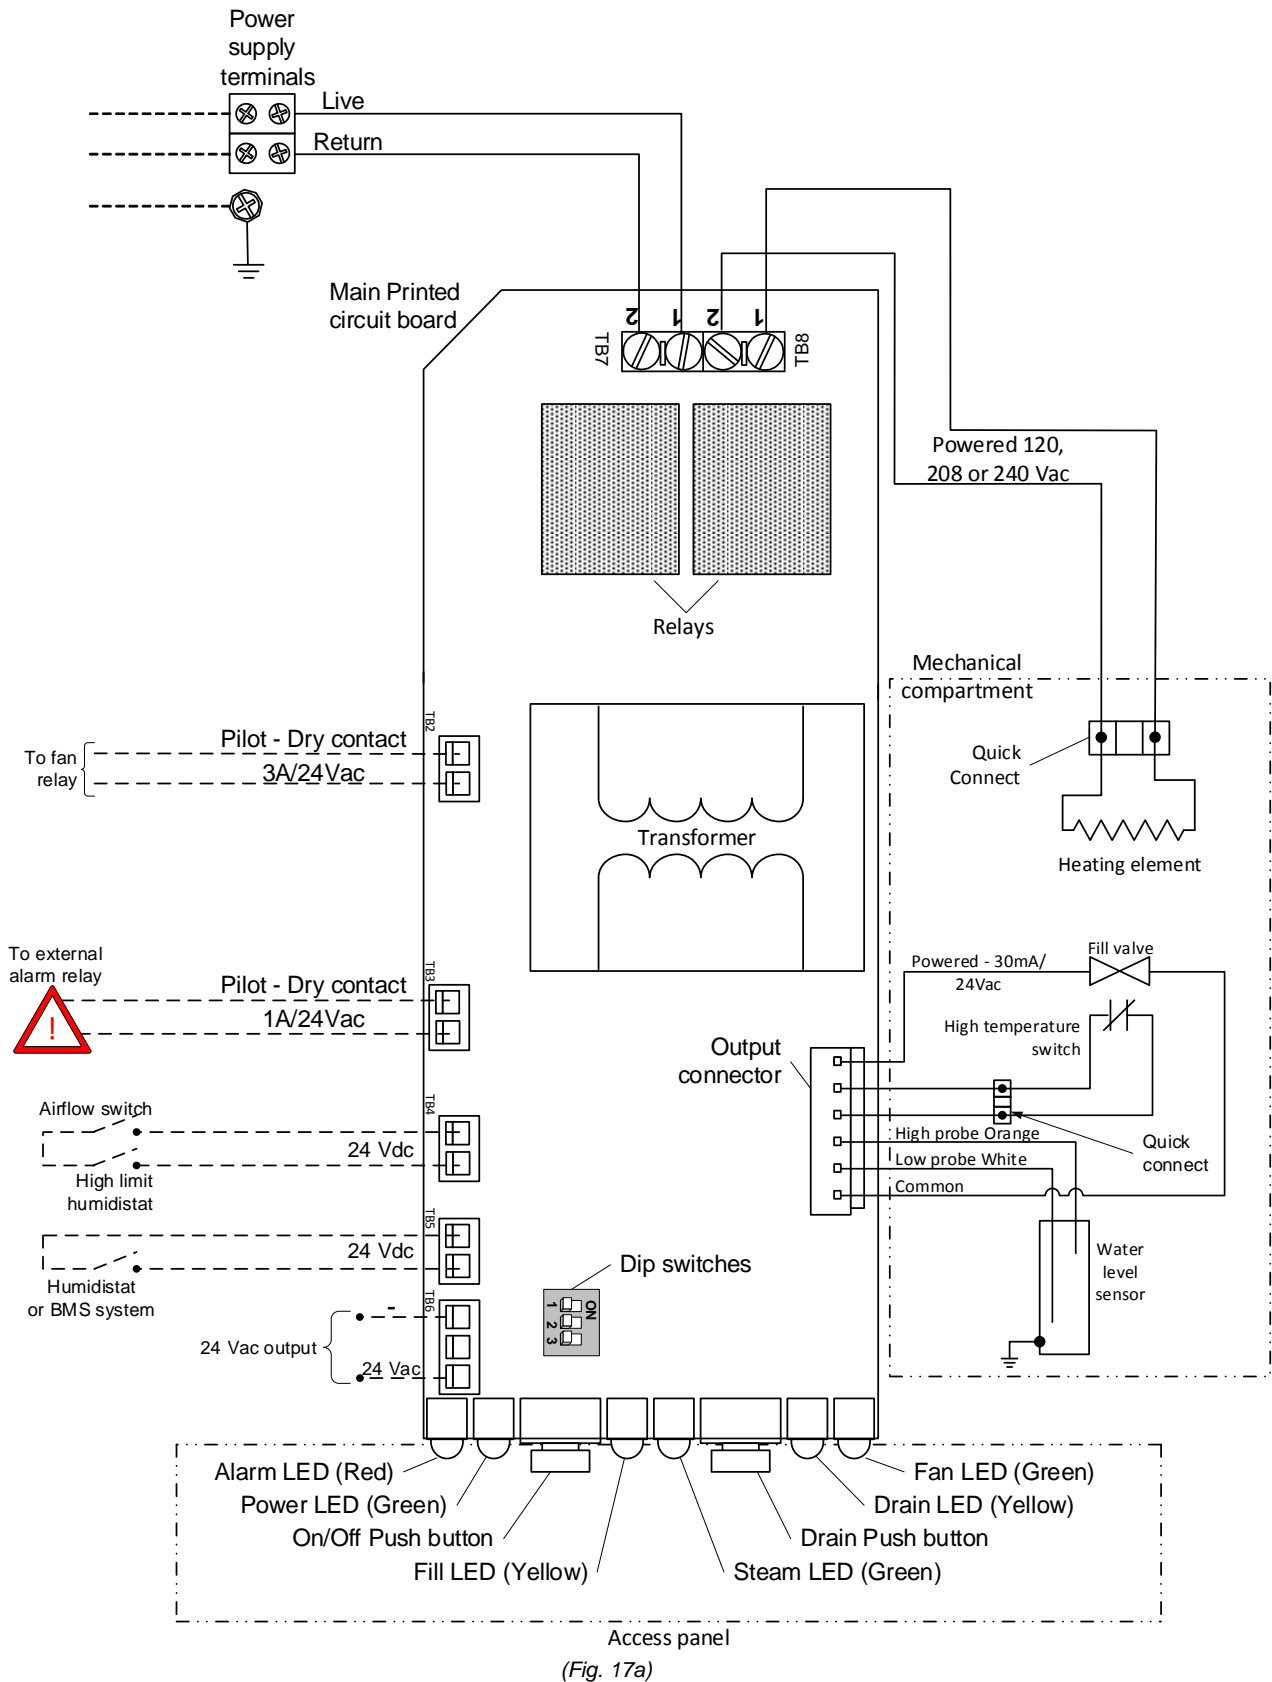 Power
supply
terminals
Live
Return
Main Printed
circuit board
2
1
2
1
TB7
TB8
Powered 120,
208 or 240 Vac
Relays
Mechanical
compartment
TB2
Pilot - Dry contact
3A/24Vac
To fan
relay
Quick
Connect
Transformer
Heating element
To external
alarm relay
!
TB3
Pilot - Dry contact
1A/24Vac
Fill valve
Powered - 30mA/
24Vac
High temperature
switch
Output
connector
Airflow switch
TB4
24 Vdc
High limit
humidistat
High probe Orange
Low probe White
Common
Quick
connect
TB5
24 Vdc
Humidistat
or BMS system
Water
level
sensor
Dip switches
ON
1
2
3
TB6
-
24 Vac output
24 Vac
Alarm LED (Red)
Fan LED (Green)
Power LED (Green)
Drain LED (Yellow)
On/Off Push button
Drain Push button
Fill LED (Yellow)
Steam LED (Green)
Access panel
(Fig. 17a)